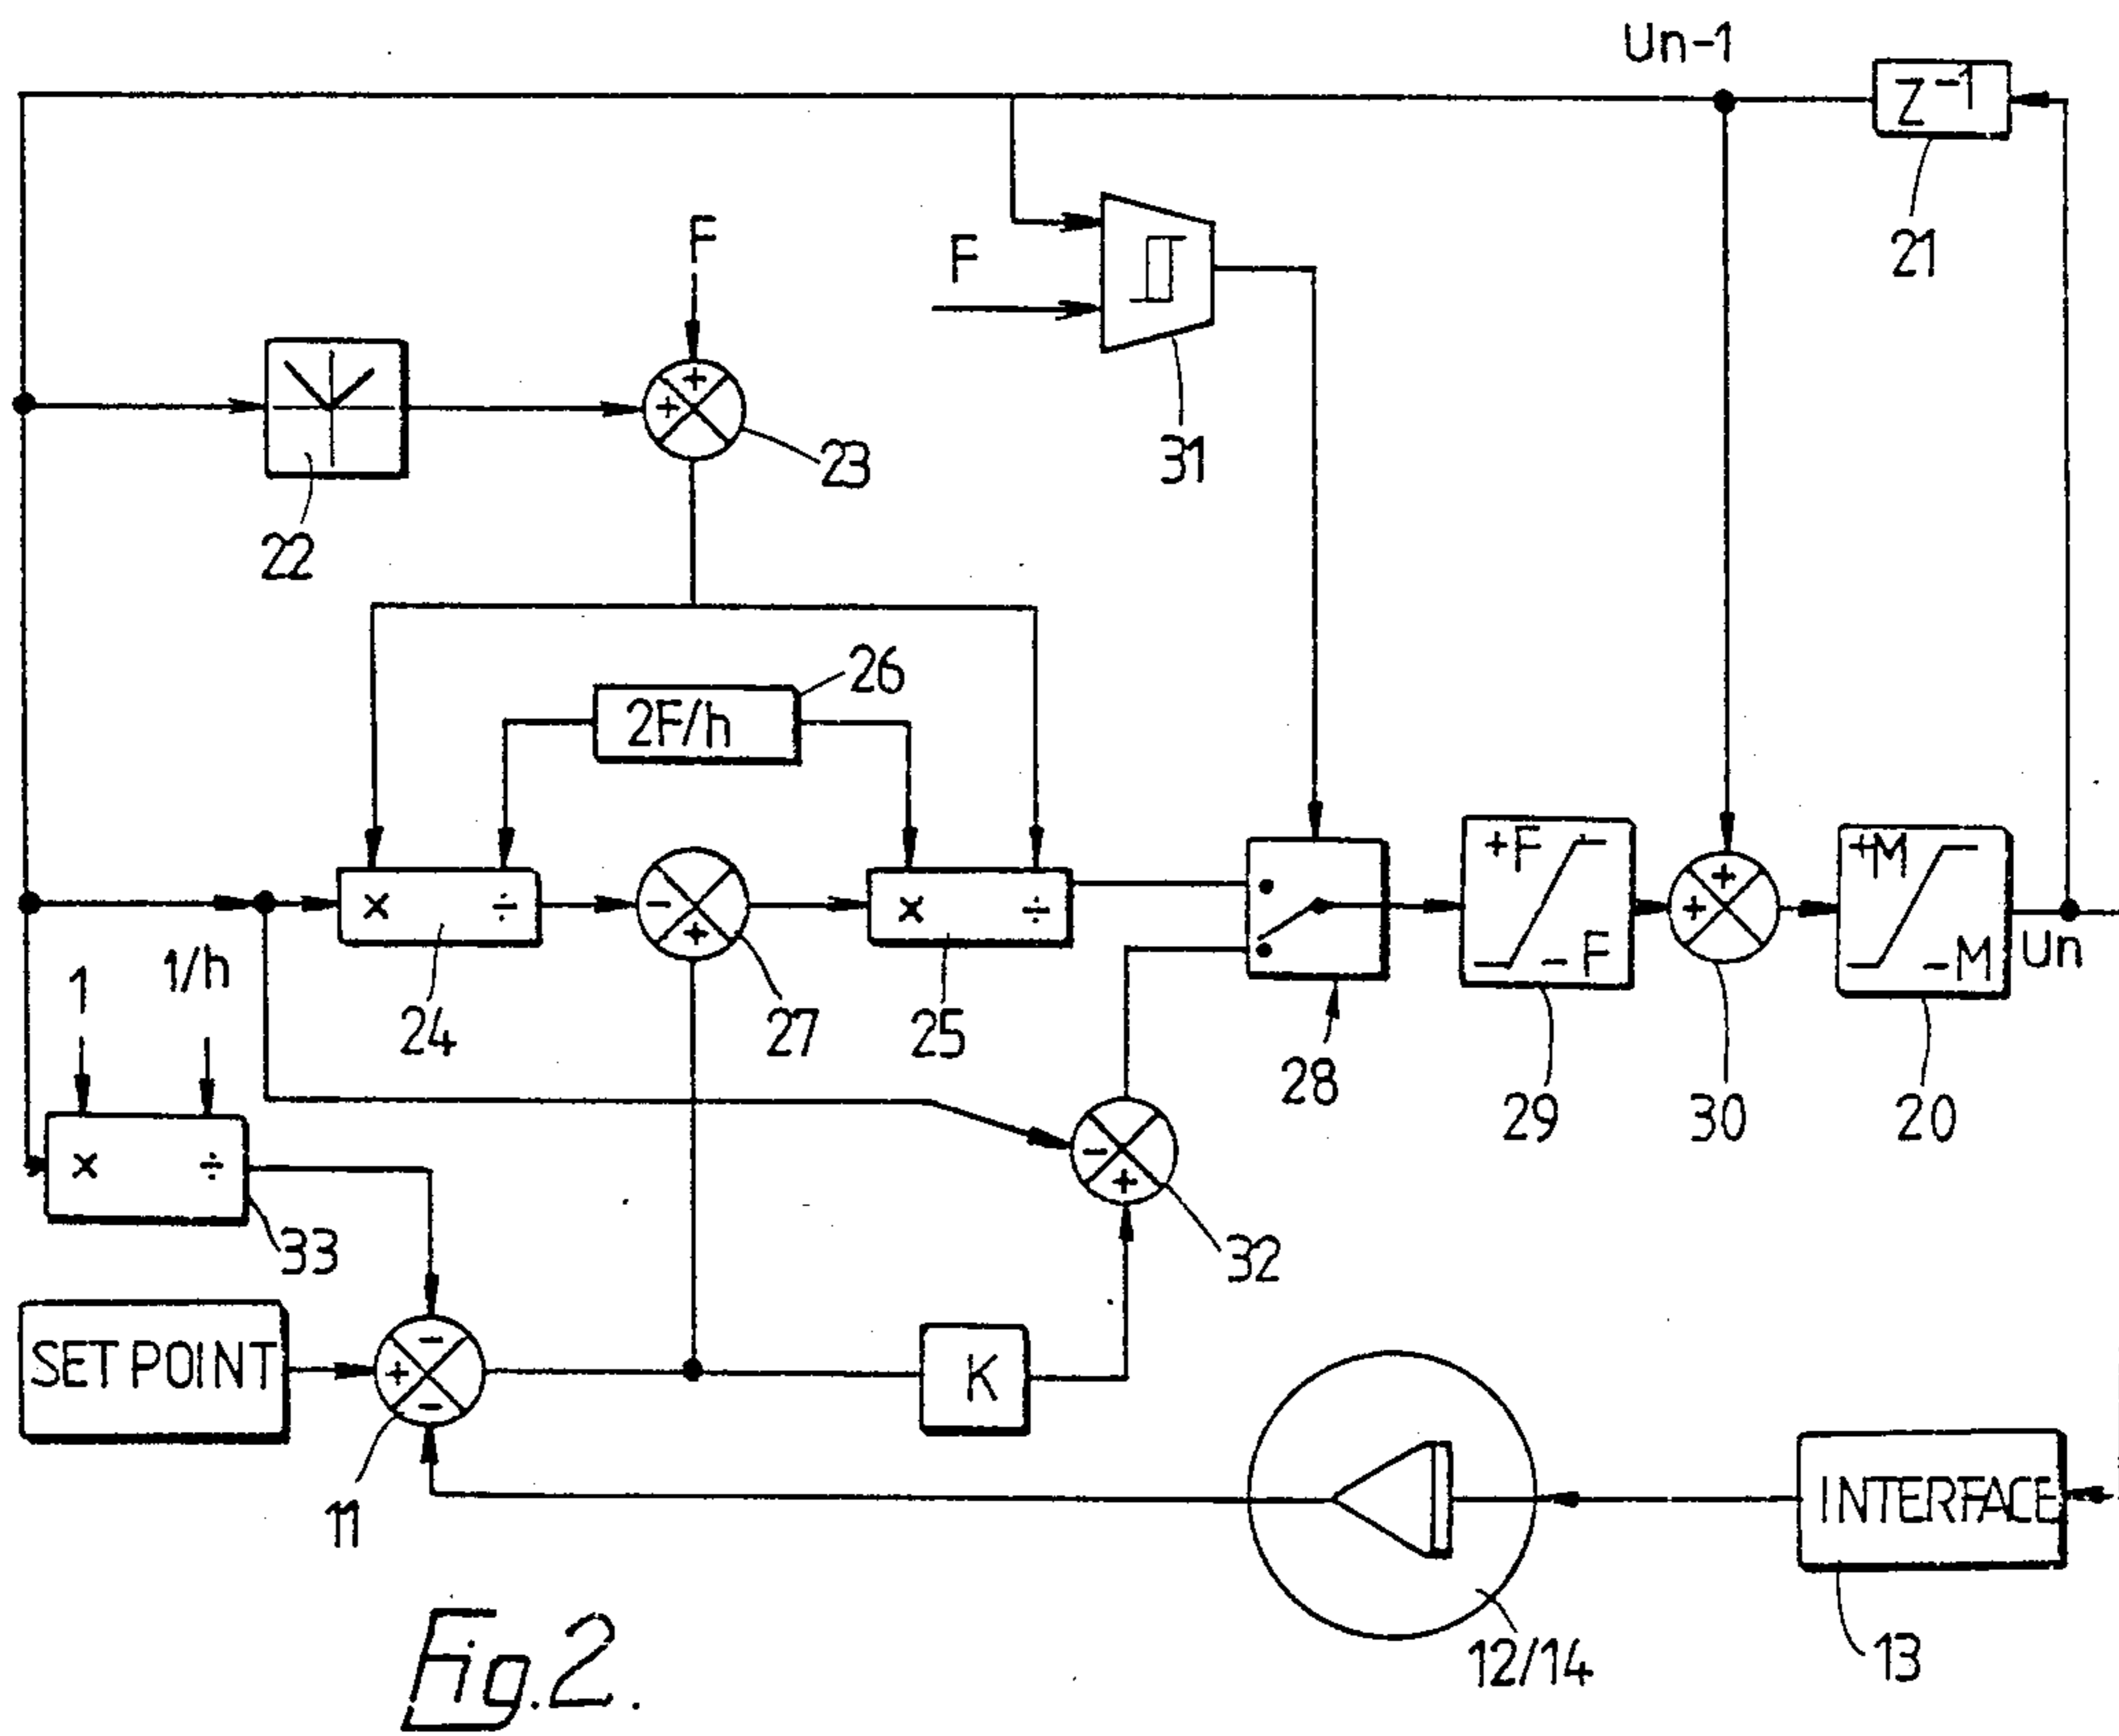 Un-1
Z⁻¹
21
F
F
31
23
22
26
2F/h
+F
-F
+M
-M
Un
× ÷
× ÷
1
1/h
24
27
25
28
29
30
20
× ÷
33
32
SET POINT
K
11
INTERFACE
12/14
13
Fig.2.